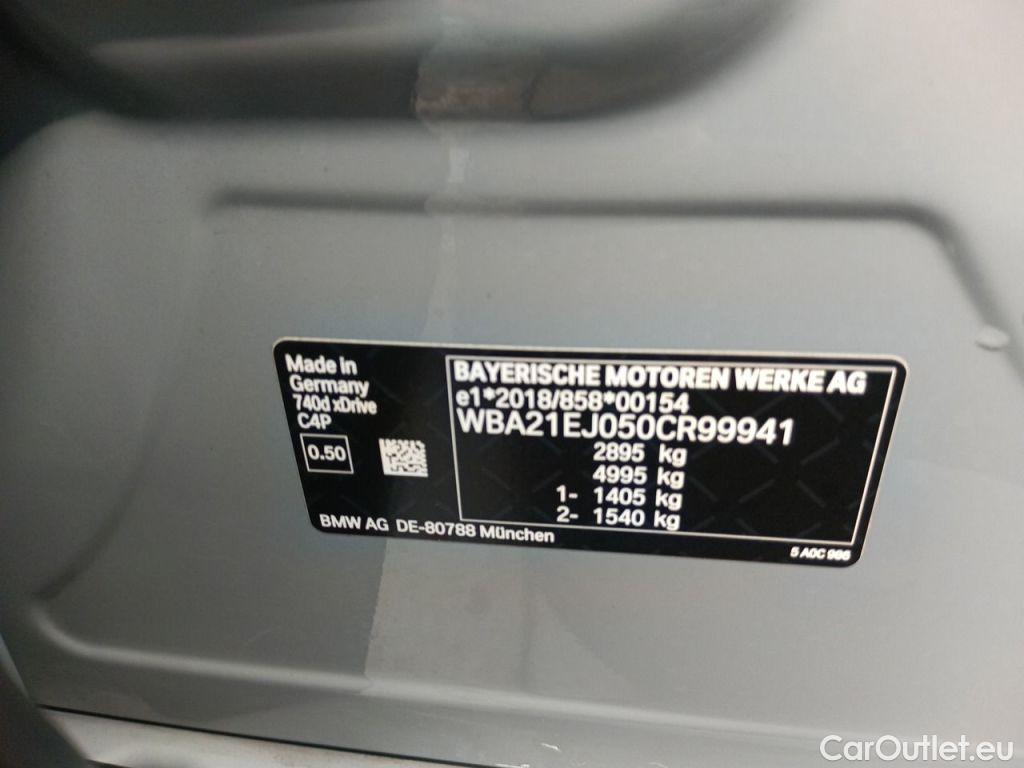 Made in
Germany
740d xDrive
C4P
0.50
BMW AG DE-80788 München
BAYERISCHE MOTOREN WERKE AG
e1*2018/858*00154
WBA21EJ050CR99941
2895 kg
4995 kg
1- 1405 kg
2- 1540 kg
5 A0C 986
CarOutlet.eu